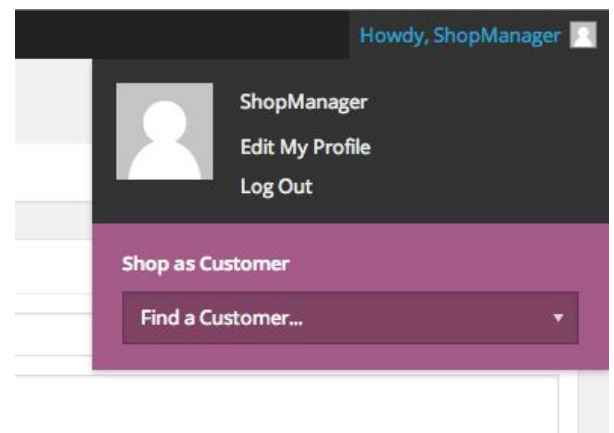 Howdy, ShopManager
ShopManager
Edit My Profile
Log Out
Shop as Customer
Find a Customer...